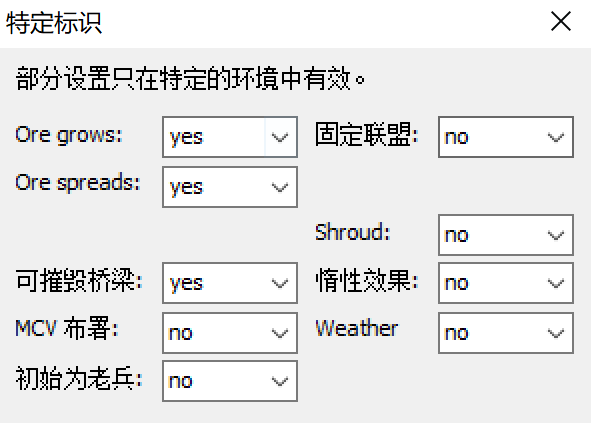 特定标识
部分设置只在特定的环境中有效。
Ore grows: yes 固定联盟: no
Ore spreads: yes
Shroud: no
可摧毁桥梁: yes 惰性效果: no
MCV 布署: no Weather no
初始为老兵: no